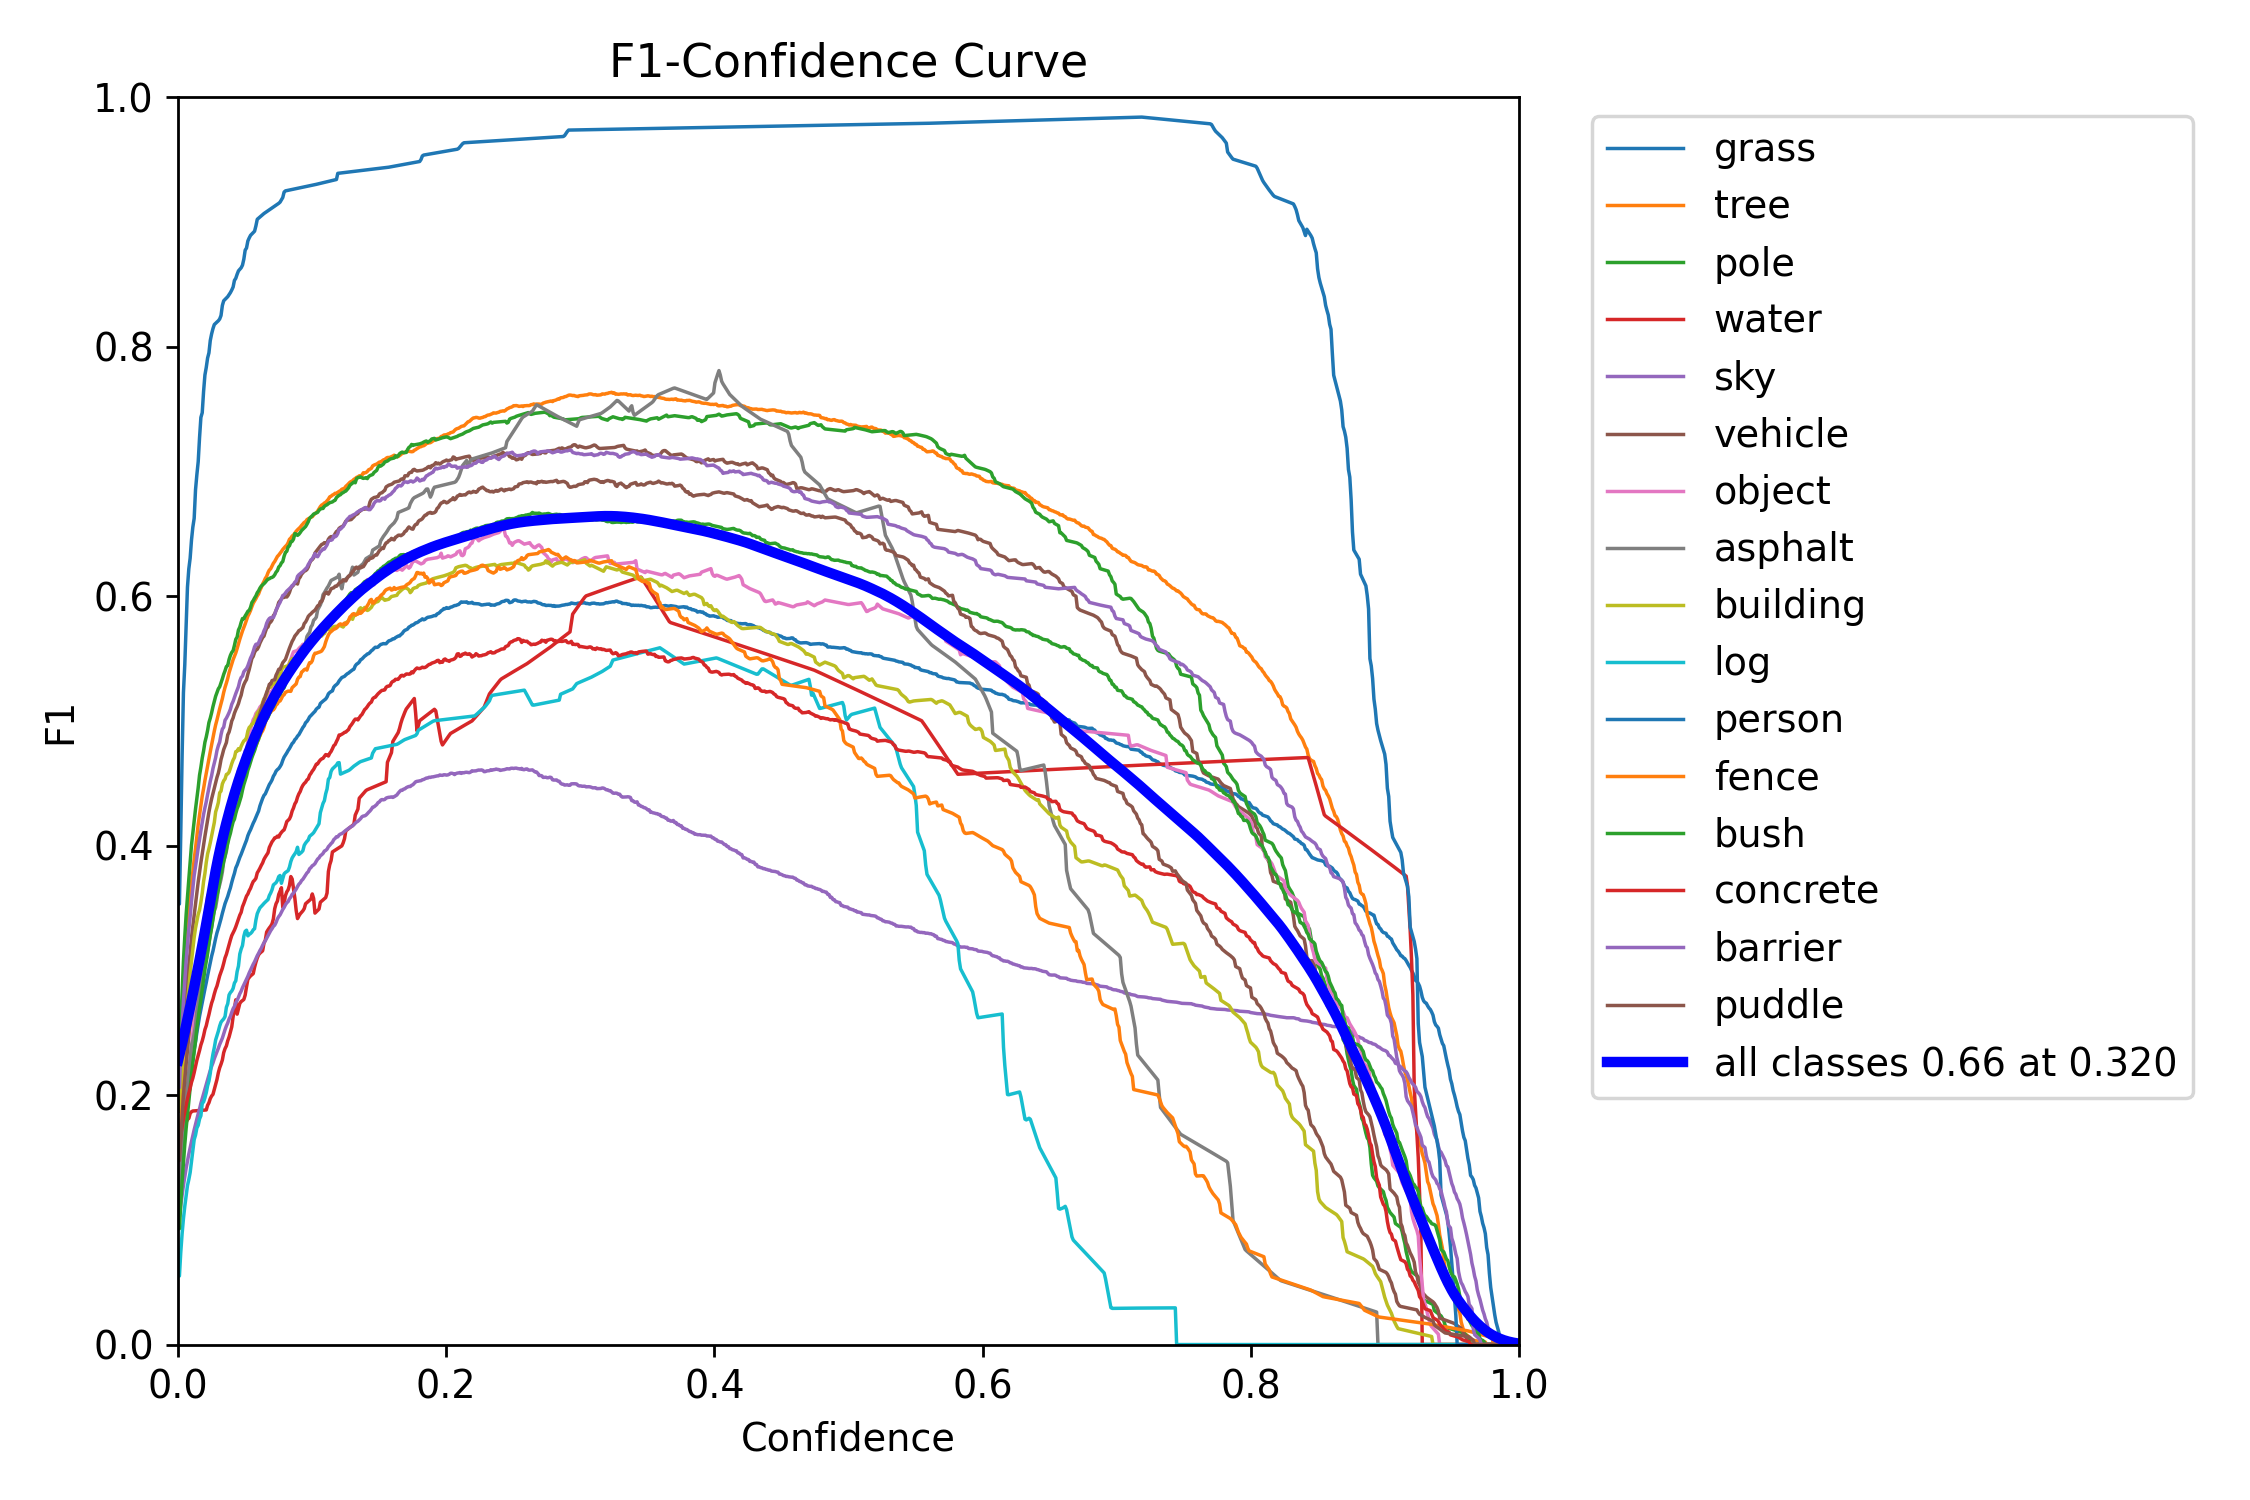 F1-Confidence Curve
1.0
0.8
0.6
0.4
0.2
0.0
F1
0.0 0.2 0.4 0.6 0.8 1.0
Confidence
grass
tree
pole
water
sky
vehicle
object
asphalt
building
log
person
fence
bush
concrete
barrier
puddle
all classes 0.66 at 0.320